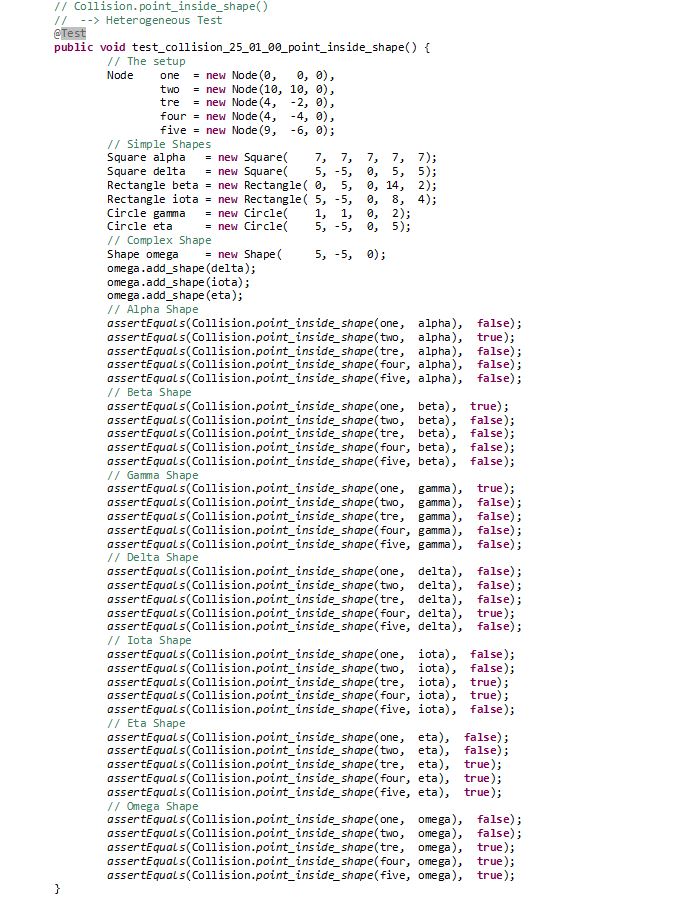 // Collision.point_inside_shape()
//  --> Heterogeneous Test
@Test
public void test_collision_25_01_00_point_inside_shape() {
// The setup
Node    one  = new Node(0,   0, 0),
two  = new Node(10, 10, 0),
tre  = new Node(4,  -2, 0),
four = new Node(4,  -4, 0),
five = new Node(9,  -6, 0);
// Simple Shapes
Square alpha   = new Square(    7,  7,  7,  7,  7);
Square delta   = new Square(    5, -5,  0,  5,  5);
Rectangle beta = new Rectangle( 0,  5,  0, 14,  2);
Rectangle iota = new Rectangle( 5, -5,  0,  8,  4);
Circle gamma   = new Circle(    1,  1,  0,  2);
Circle eta     = new Circle(    5, -5,  0,  5);
// Complex Shape
Shape omega    = new Shape(     5, -5,  0);
omega.add_shape(delta);
omega.add_shape(iota);
omega.add_shape(eta);
// Alpha Shape
assertEquals(Collision.point_inside_shape(one,  alpha),  false);
assertEquals(Collision.point_inside_shape(two,  alpha),  true);
assertEquals(Collision.point_inside_shape(tre,  alpha),  false);
assertEquals(Collision.point_inside_shape(four, alpha),  false);
assertEquals(Collision.point_inside_shape(five, alpha),  false);
// Beta Shape
assertEquals(Collision.point_inside_shape(one,  beta),  true);
assertEquals(Collision.point_inside_shape(two,  beta),  false);
assertEquals(Collision.point_inside_shape(tre,  beta),  false);
assertEquals(Collision.point_inside_shape(four, beta),  false);
assertEquals(Collision.point_inside_shape(five, beta),  false);
// Gamma Shape
assertEquals(Collision.point_inside_shape(one,  gamma),  true);
assertEquals(Collision.point_inside_shape(two,  gamma),  false);
assertEquals(Collision.point_inside_shape(tre,  gamma),  false);
assertEquals(Collision.point_inside_shape(four, gamma),  false);
assertEquals(Collision.point_inside_shape(five, gamma),  false);
// Delta Shape
assertEquals(Collision.point_inside_shape(one,  delta),  false);
assertEquals(Collision.point_inside_shape(two,  delta),  false);
assertEquals(Collision.point_inside_shape(tre,  delta),  false);
assertEquals(Collision.point_inside_shape(four, delta),  true);
assertEquals(Collision.point_inside_shape(five, delta),  false);
// Iota Shape
assertEquals(Collision.point_inside_shape(one,  iota),  false);
assertEquals(Collision.point_inside_shape(two,  iota),  false);
assertEquals(Collision.point_inside_shape(tre,  iota),  true);
assertEquals(Collision.point_inside_shape(four, iota),  true);
assertEquals(Collision.point_inside_shape(five, iota),  false);
// Eta Shape
assertEquals(Collision.point_inside_shape(one,  eta),  false);
assertEquals(Collision.point_inside_shape(two,  eta),  false);
assertEquals(Collision.point_inside_shape(tre,  eta),  true);
assertEquals(Collision.point_inside_shape(four, eta),  true);
assertEquals(Collision.point_inside_shape(five, eta),  true);
// Omega Shape
assertEquals(Collision.point_inside_shape(one,  omega),  false);
assertEquals(Collision.point_inside_shape(two,  omega),  false);
assertEquals(Collision.point_inside_shape(tre,  omega),  true);
assertEquals(Collision.point_inside_shape(four, omega),  true);
assertEquals(Collision.point_inside_shape(five, omega),  true);
}